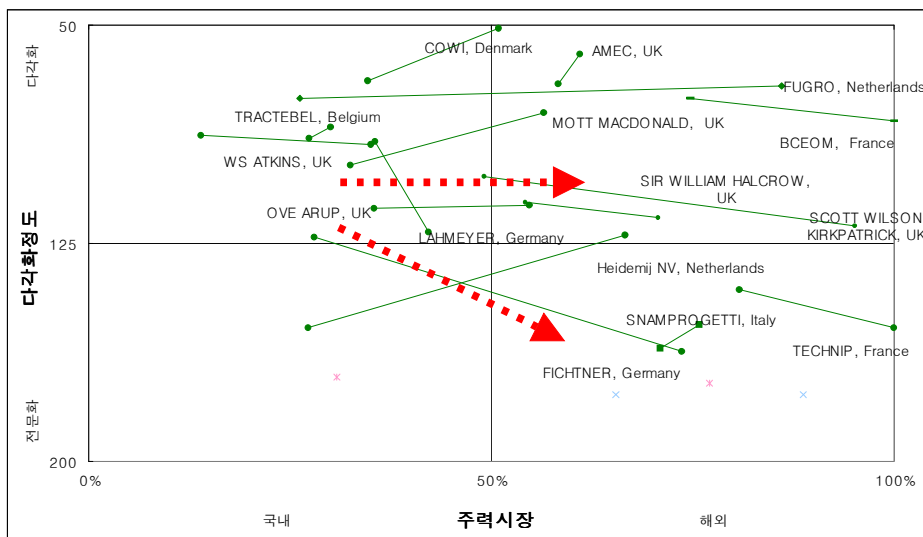 50
다각화
COWI, Denmark
AMEC, UK
FUGRO, Netherlands
TRACTEBEL, Belgium
MOTT MACDONALD, UK
BCEOM, France
WS ATKINS, UK
SIR WILLIAM HALCROW,
UK
OVE ARUP, UK
SCOTT WILSON
KIRKPATRICK, UK
LAHMEYER, Germany
125
다각화정도
Heidemij NV, Netherlands
SNAMPROGETTI, Italy
TECHNIP, France
FICHTNER, Germany
전문화
200
0%
50%
100%
국내
주력시장
해외